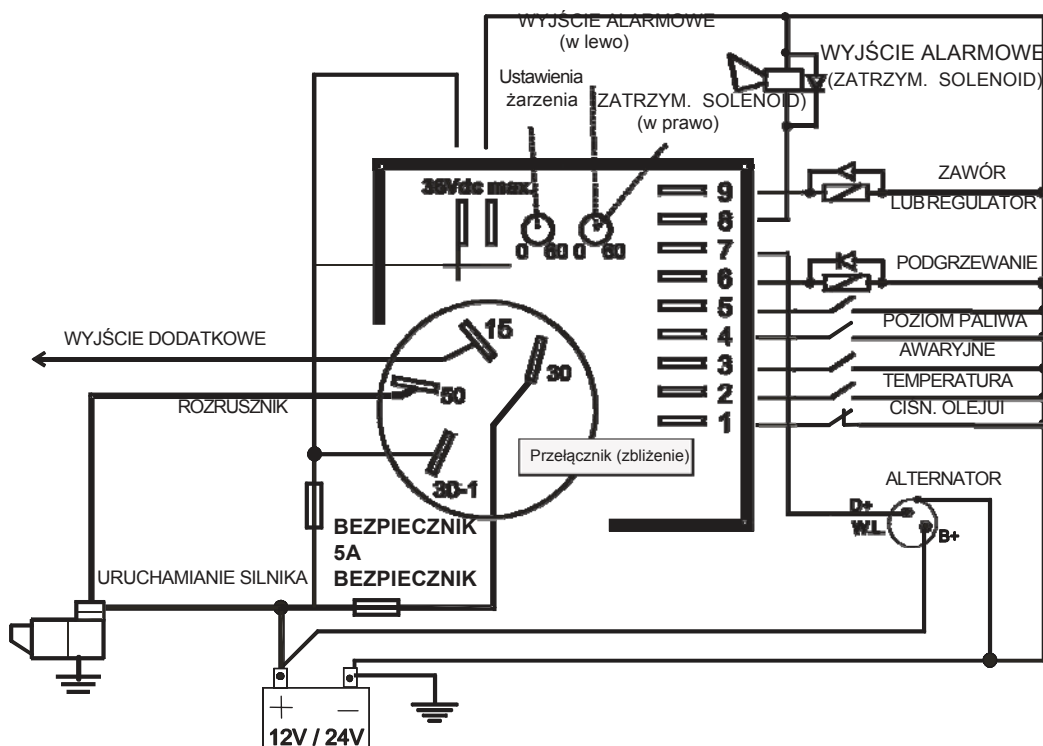 WYJŚCIE ALARMOWE
(w lewo)
WYJŚCIE ALARMOWE
(ZATRZYM. SOLENOID)
Ustawienia
żarzenia
ZATRZYM. SOLENOID)
(w prawo)
36Vdc max.
0 60 0 60
9
8
7
6
5
4
3
2
1
ZAWÓR
LUB REGULATOR
PODGRZEWANIE
POZIOM PALIWA
AWARYJNE
TEMPERATURA
CIŚN. OLEJUI
WYJŚCIE DODATKOWE
15
30
50
ROZRUSZNIK
30-1
Przełącznik (zbliżenie)
ALTERNATOR
D+
W.L.
B+
BEZPIECZNIK
5A
BEZPIECZNIK
URUCHAMIANIE SILNIKA
+ −
12V / 24V